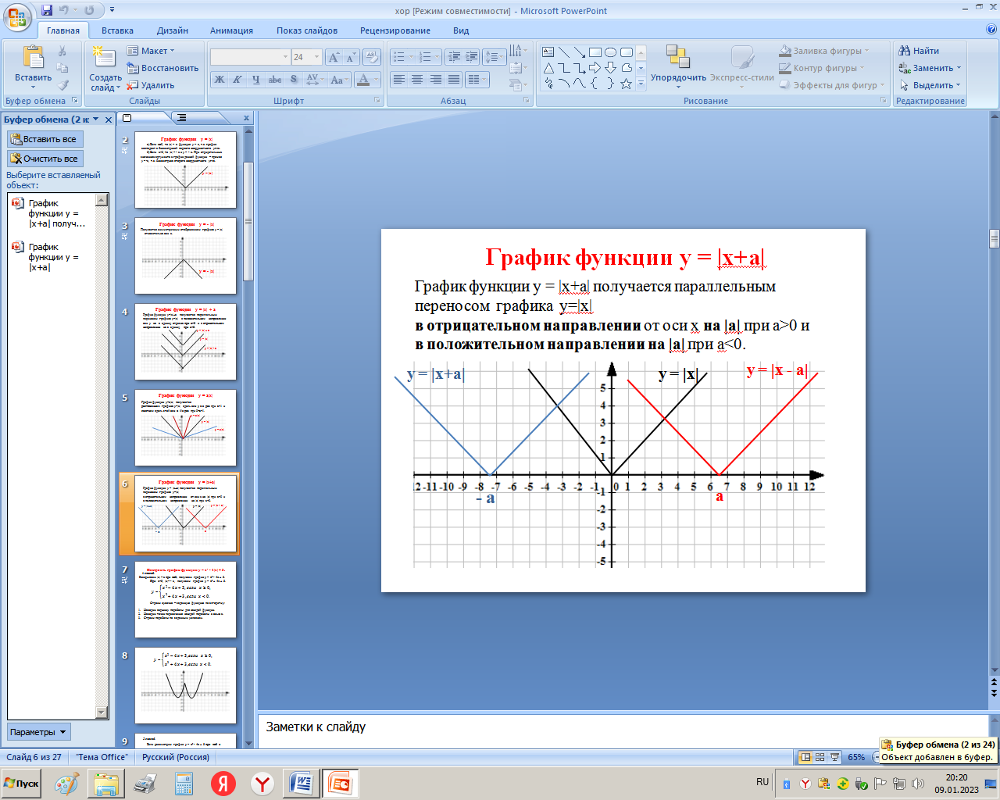 хор [Режим совместимости] - Microsoft PowerPoint
Главная Вставка Дизайн Анимация Показ слайдов Рецензирование Вид
Вставить
Создать слайд
Макет
Восстановить
Удалить
24
Ж К Ч abc S AV Aa A
Упорядочить
Экспресс-стили
Заливка фигуры
Контур фигуры
Эффекты для фигур
Найти
Заменить
Выделить
Буфер обмена Слайды Шрифт Абзац Рисование Редактирование
Буфер обмена (2 из
Вставить все
Очистить все
Выберите вставляемый
объект:
График
функции y =
|x+a| получ...
График
функции y =
|x+a|
Параметры
2
График функции y = |x|
3
График функции y = - |x|
4
График функции y = |x| + a
5
График функции y = a|x|
6
График функции y = |x+a|
7
8
9
График функции y = |x+a|
График функции y = |x+a| получается параллельным
переносом графика y=|x|
в отрицательном направлении от оси x на |a| при a>0 и
в положительном направлении на |a| при a<0.
y = |x+a|
y = |x|
y = |x - a|
5
4
3
2
1
12 -11 -10 -9 -8 -7 -6 -5 -4 -3 -2 -1 0 1 2 3 4 5 6 7 8 9 10 11 12
- a
a
-1
-2
-3
-4
-5
Заметки к слайду
Буфер обмена (2 из 24)
Объект добавлен в буфер.
Слайд 6 из 27 "Тема Office" Русский (Россия) 65%
Пуск
RU
20:20
09.01.2023